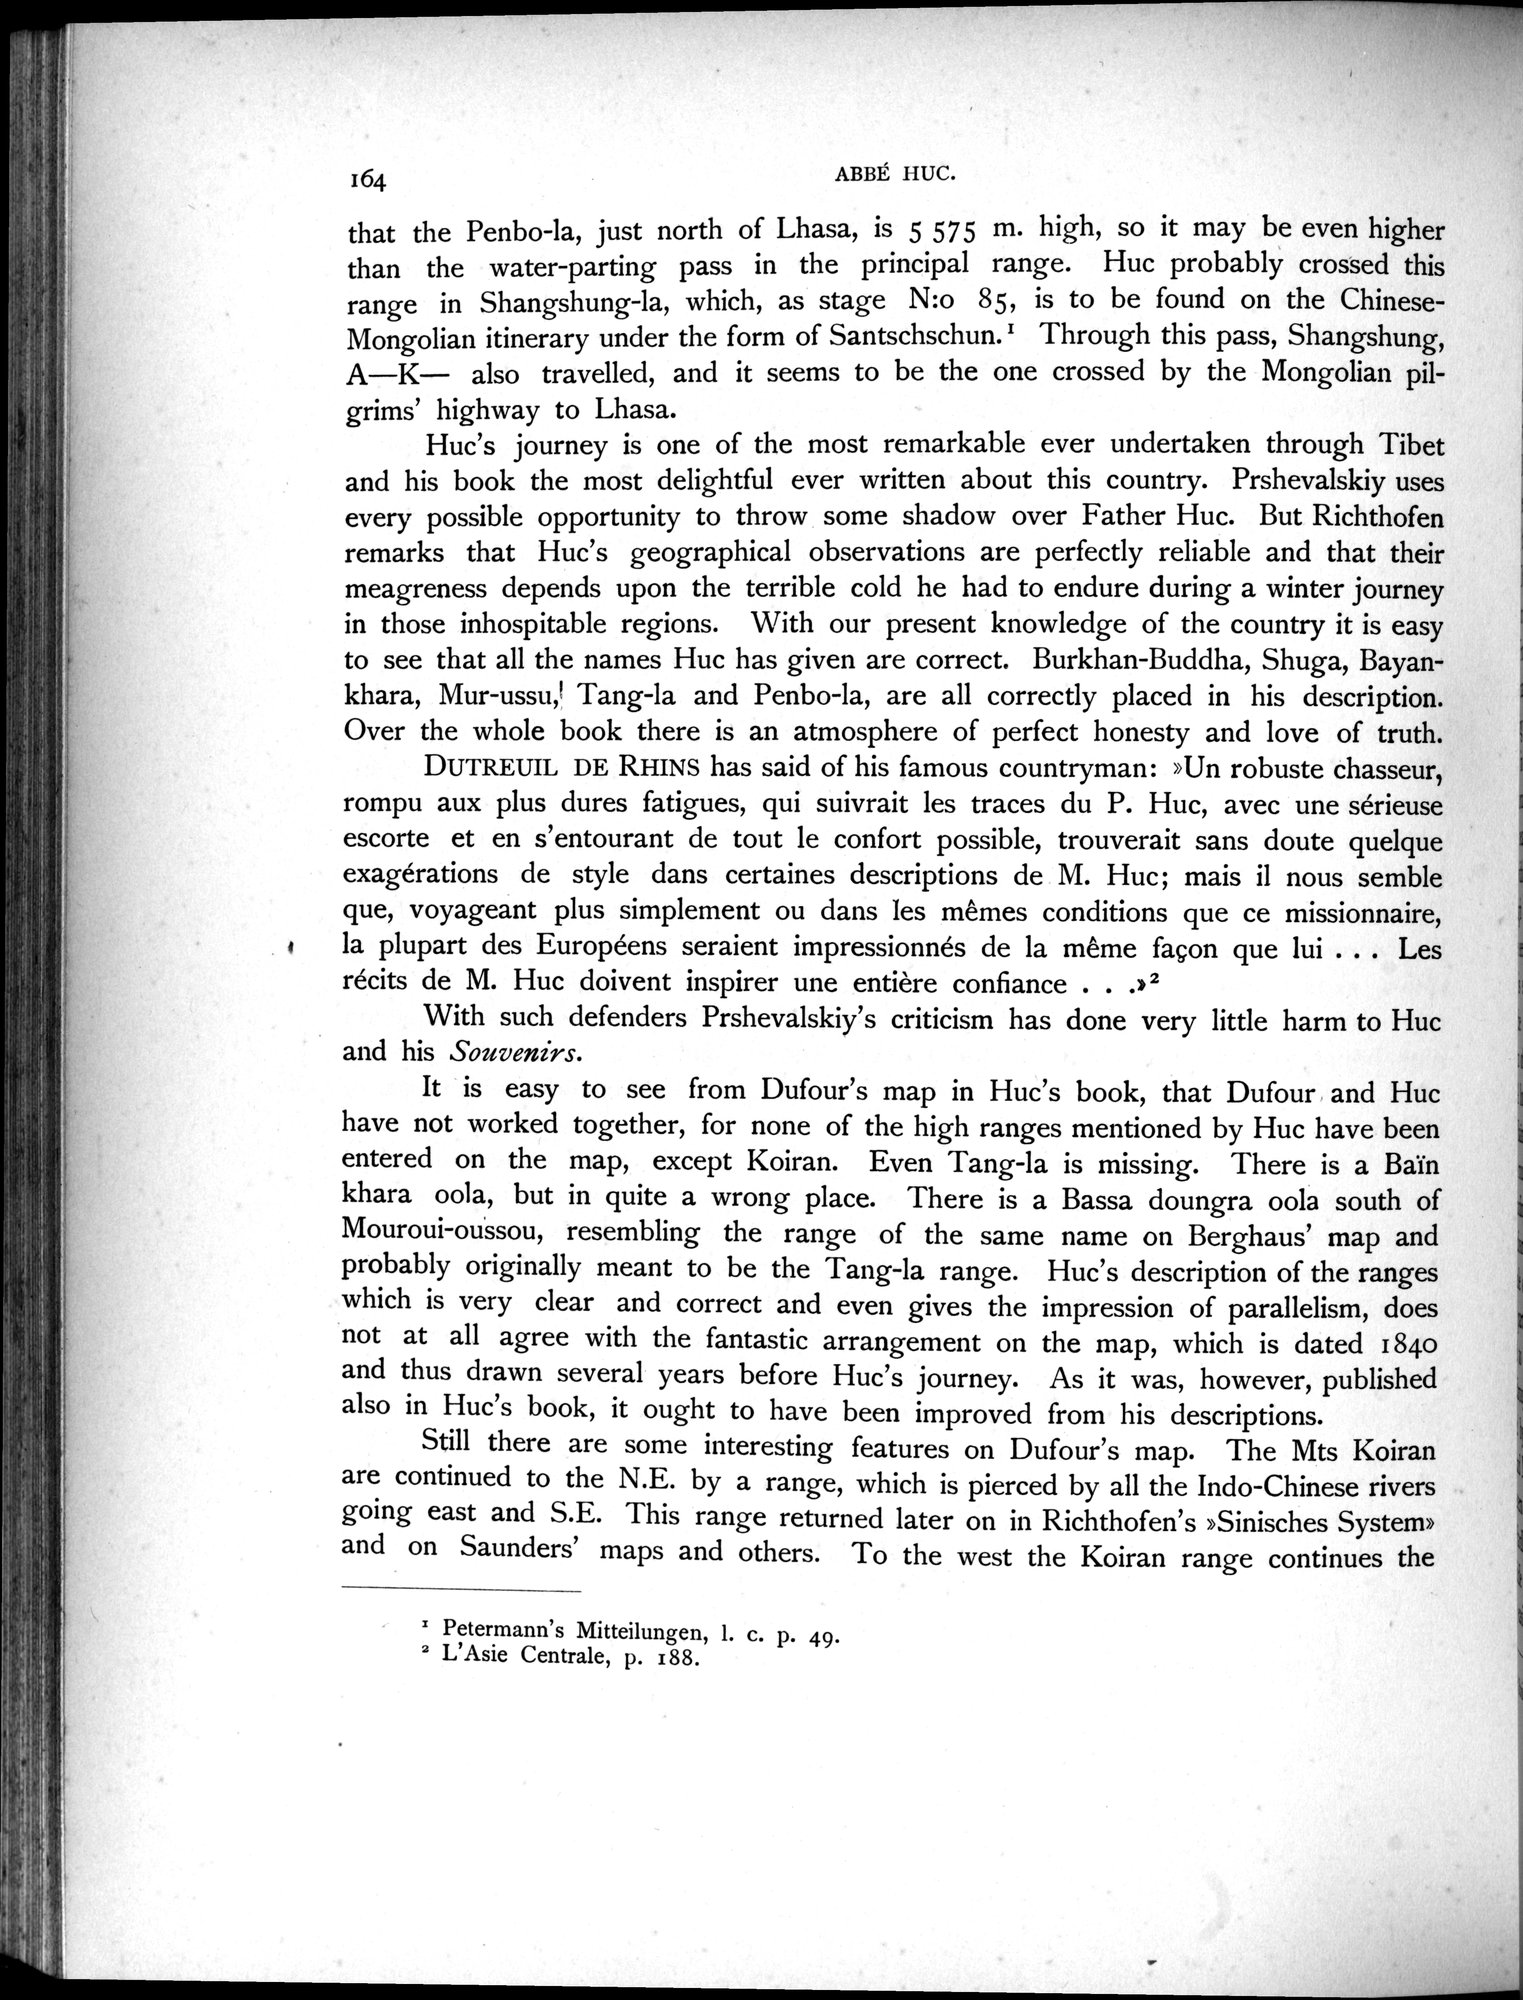 164
ABBÉ HUC.
that the Penbo-la, just north of Lhasa, is 5 575 m. high, so it may be even higher
than the water-parting pass in the principal range. Huc probably crossed this
range in Shangshung-la, which, as stage N:o 85, is to be found on the Chinese-
Mongolian itinerary under the form of Santschschun.¹ Through this pass, Shangshung,
A—K— also travelled, and it seems to be the one crossed by the Mongolian pil-
grims' highway to Lhasa.
Huc's journey is one of the most remarkable ever undertaken through Tibet
and his book the most delightful ever written about this country. Prshevalskiy uses
every possible opportunity to throw some shadow over Father Huc. But Richthofen
remarks that Huc's geographical observations are perfectly reliable and that their
meagreness depends upon the terrible cold he had to endure during a winter journey
in those inhospitable regions. With our present knowledge of the country it is easy
to see that all the names Huc has given are correct. Burkhan-Buddha, Shuga, Bayan-
khara, Mur-ussu, Tang-la and Penbo-la, are all correctly placed in his description.
Over the whole book there is an atmosphere of perfect honesty and love of truth.
DUTREUIL DE RHINS has said of his famous countryman: »Un robuste chasseur,
rompu aux plus dures fatigues, qui suivrait les traces du P. Huc, avec une sérieuse
escorte et en s'entourant de tout le confort possible, trouverait sans doute quelque
exagérations de style dans certaines descriptions de M. Huc; mais il nous semble
que, voyageant plus simplement ou dans les mêmes conditions que ce missionnaire,
la plupart des Européens seraient impressionnés de la même façon que lui . . . Les
récits de M. Huc doivent inspirer une entière confiance . . .»²
With such defenders Prshevalskiy's criticism has done very little harm to Huc
and his Souvenirs.
It is easy to see from Dufour's map in Huc's book, that Dufour and Huc
have not worked together, for none of the high ranges mentioned by Huc have been
entered on the map, except Koiran. Even Tang-la is missing. There is a Baïn
khara oola, but in quite a wrong place. There is a Bassa doungra oola south of
Mouroui-oussou, resembling the range of the same name on Berghaus' map and
probably originally meant to be the Tang-la range. Huc's description of the ranges
which is very clear and correct and even gives the impression of parallelism, does
not at all agree with the fantastic arrangement on the map, which is dated 1840
and thus drawn several years before Huc's journey. As it was, however, published
also in Huc's book, it ought to have been improved from his descriptions.
Still there are some interesting features on Dufour's map. The Mts Koiran
are continued to the N.E. by a range, which is pierced by all the Indo-Chinese rivers
going east and S.E. This range returned later on in Richthofen's »Sinisches System»
and on Saunders' maps and others. To the west the Koiran range continues the
¹ Petermann's Mitteilungen, l. c. p. 49.
² L'Asie Centrale, p. 188.